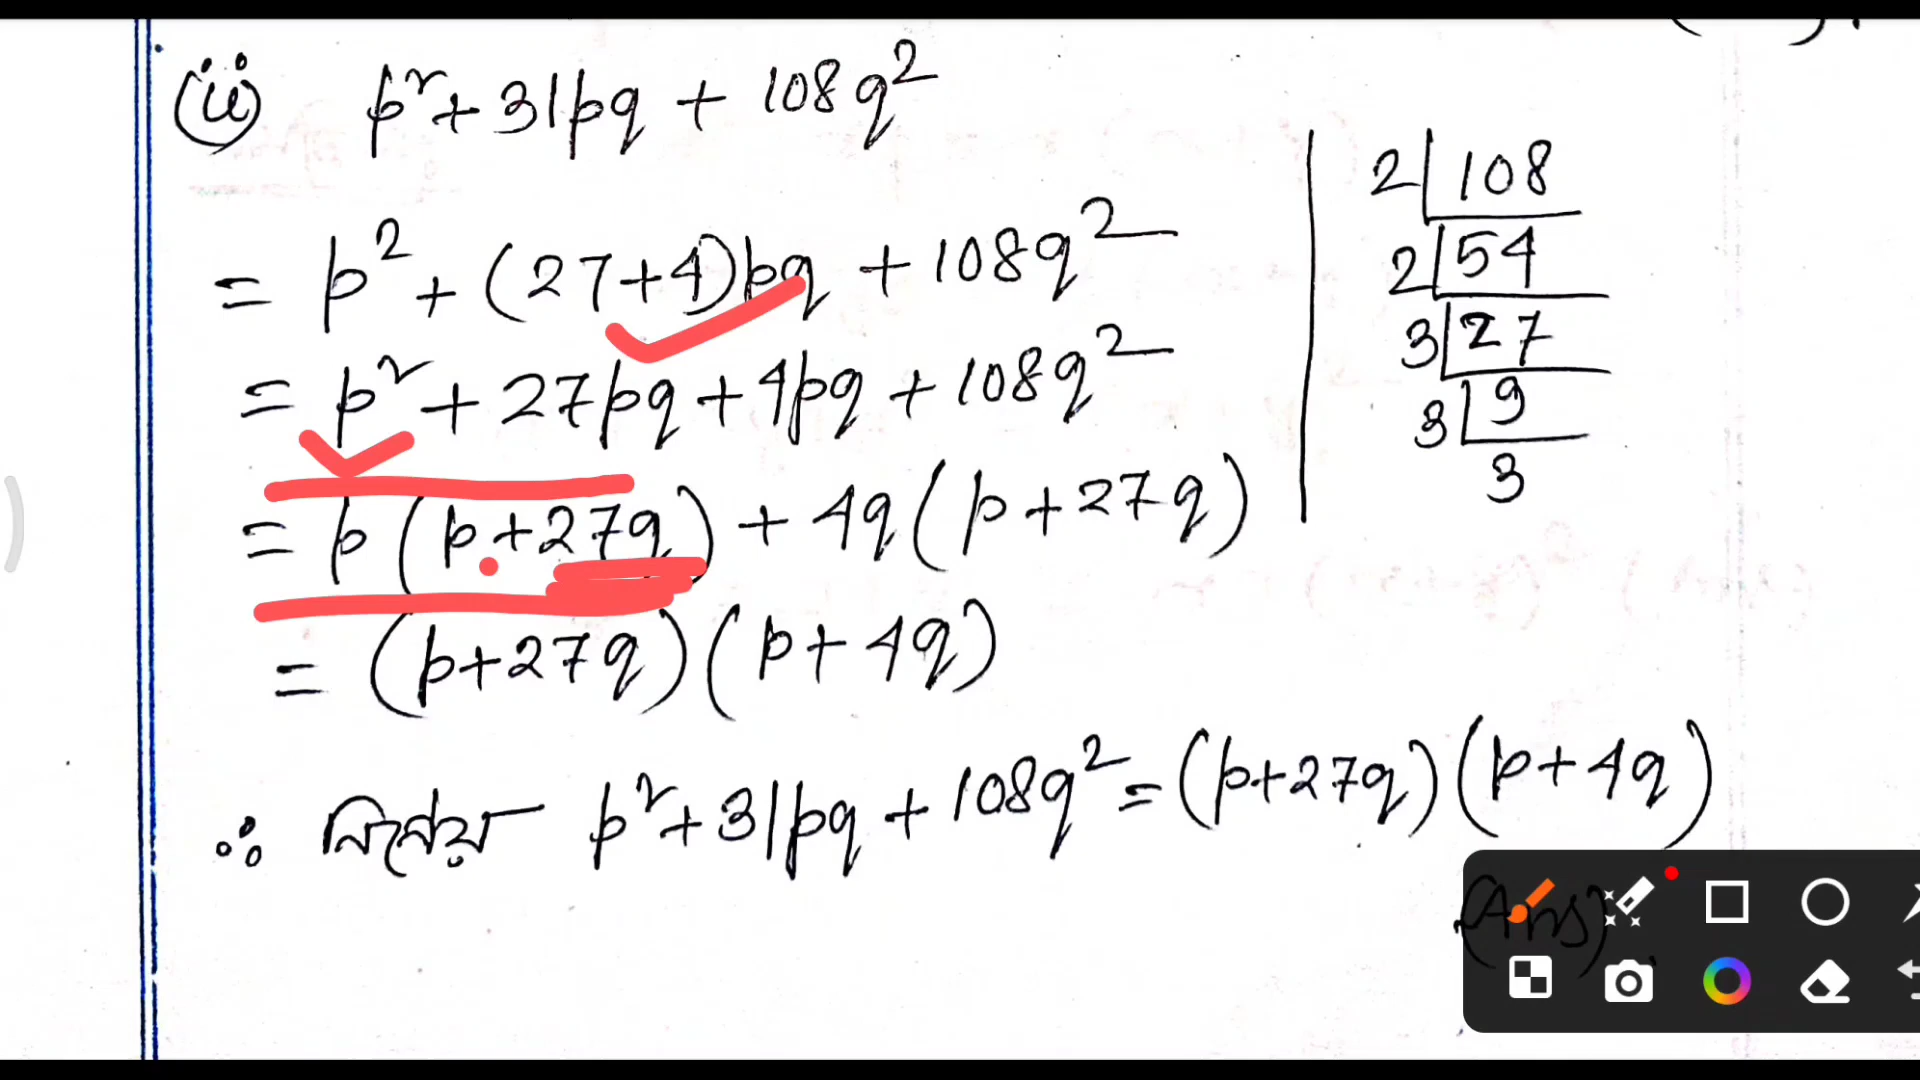 (ii) p² + 31pq + 108q²
= p² + (27+4)pq + 108q²
= p² + 27pq + 4pq + 108q²
= p(p+27q) + 4q(p+27q)
= (p+27q)(p+4q)
∴ নির্ণেয় p² + 31pq + 108q² = (p+27q)(p+4q)
(Ans)
2 | 108
2 | 54
3 | 27
3 | 9
3